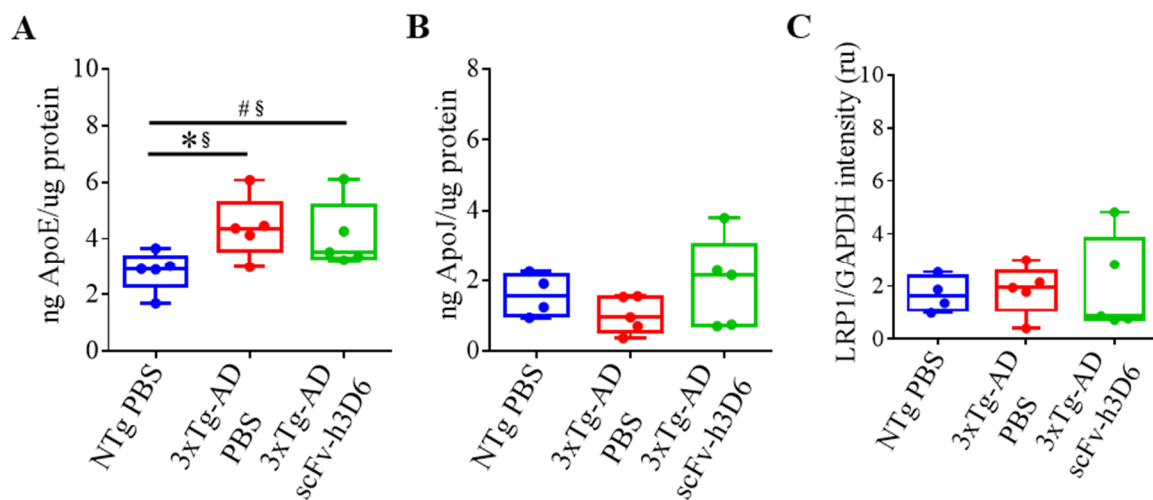 A
ng ApoE/ug protein
10
8
6
4
2
0
# §
* §
NTg PBS
3xTg-AD
PBS
3xTg-AD
scFv-h3D6
B
ng ApoJ/ug protein
8
6
4
2
0
NTg PBS
3xTg-AD
PBS
3xTg-AD
scFv-h3D6
C
LRP1/GAPDH intensity (ru)
10
8
6
4
2
0
NTg PBS
3xTg-AD
PBS
3xTg-AD
scFv-h3D6